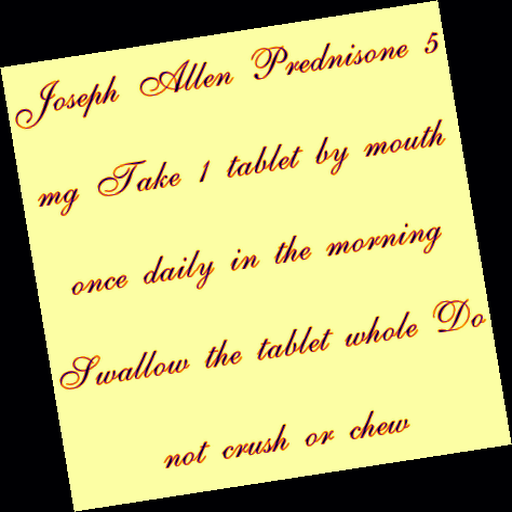 Joseph Allen Prednisone 5
mg Take 1 tablet by mouth
once daily in the morning
Swallow the tablet whole Do
not crush or chew